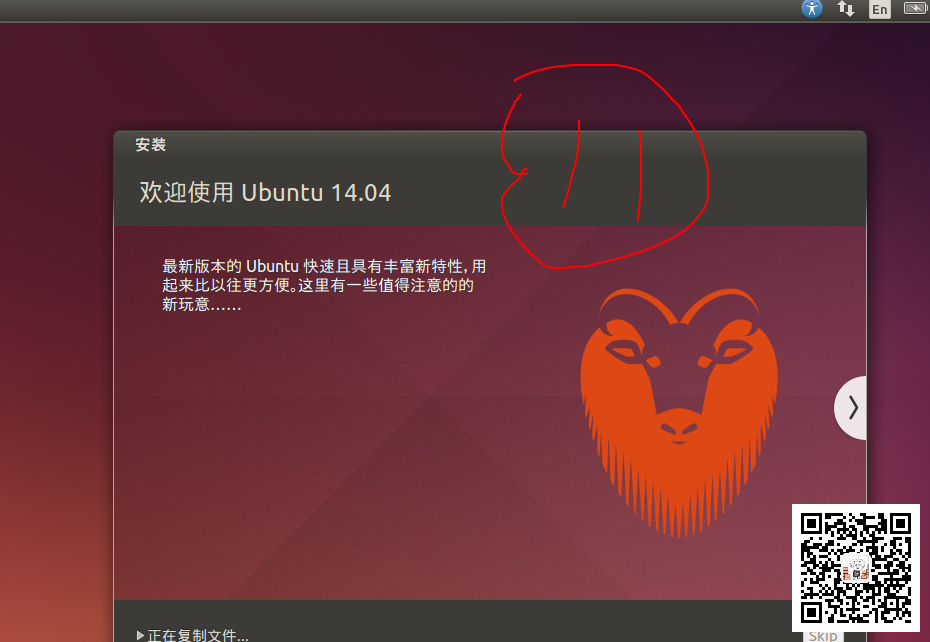 En
安装
欢迎使用 Ubuntu 14.04
最新版本的 Ubuntu 快速且具有丰富新特性，用
起来比以往更方便。这里有一些值得注意的的
新玩意……
正在复制文件...
Skip